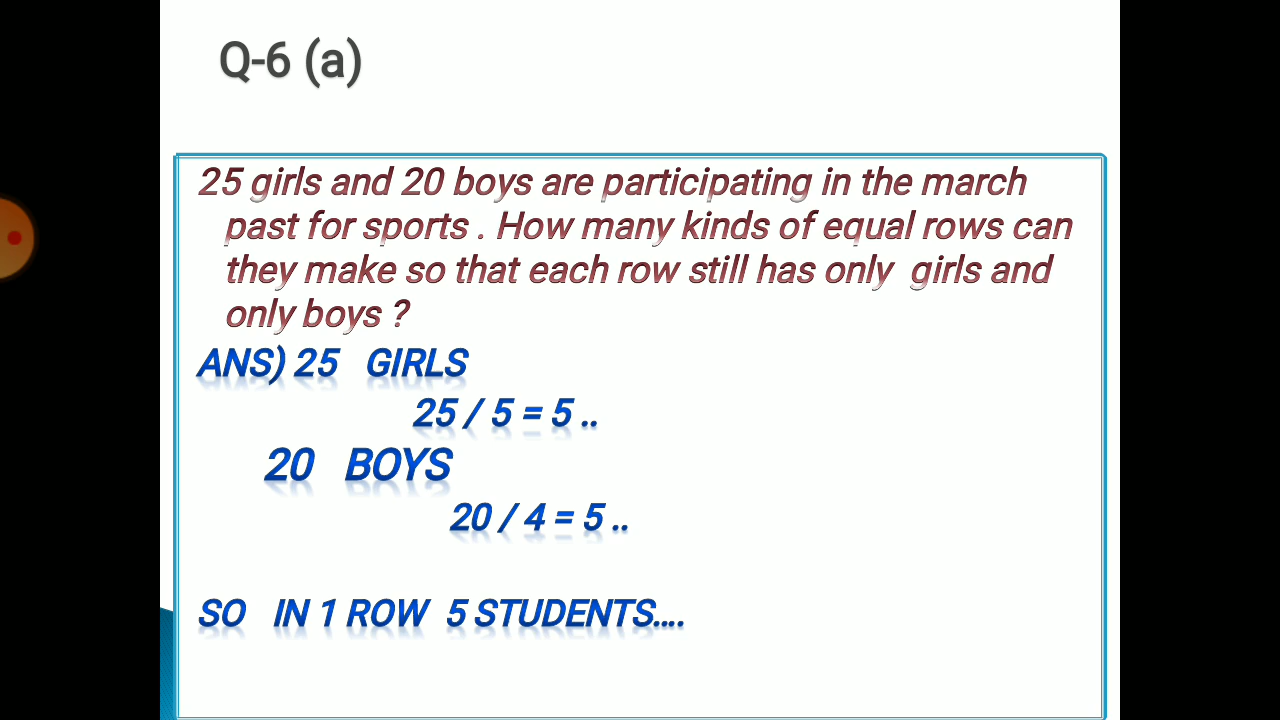 Q-6 (a)
25 girls and 20 boys are participating in the march
past for sports . How many kinds of equal rows can
they make so that each row still has only girls and
only boys ?
ANS) 25 GIRLS
25 / 5 = 5 ..
20 BOYS
20 / 4 = 5 ..
SO IN 1 ROW 5 STUDENTS....